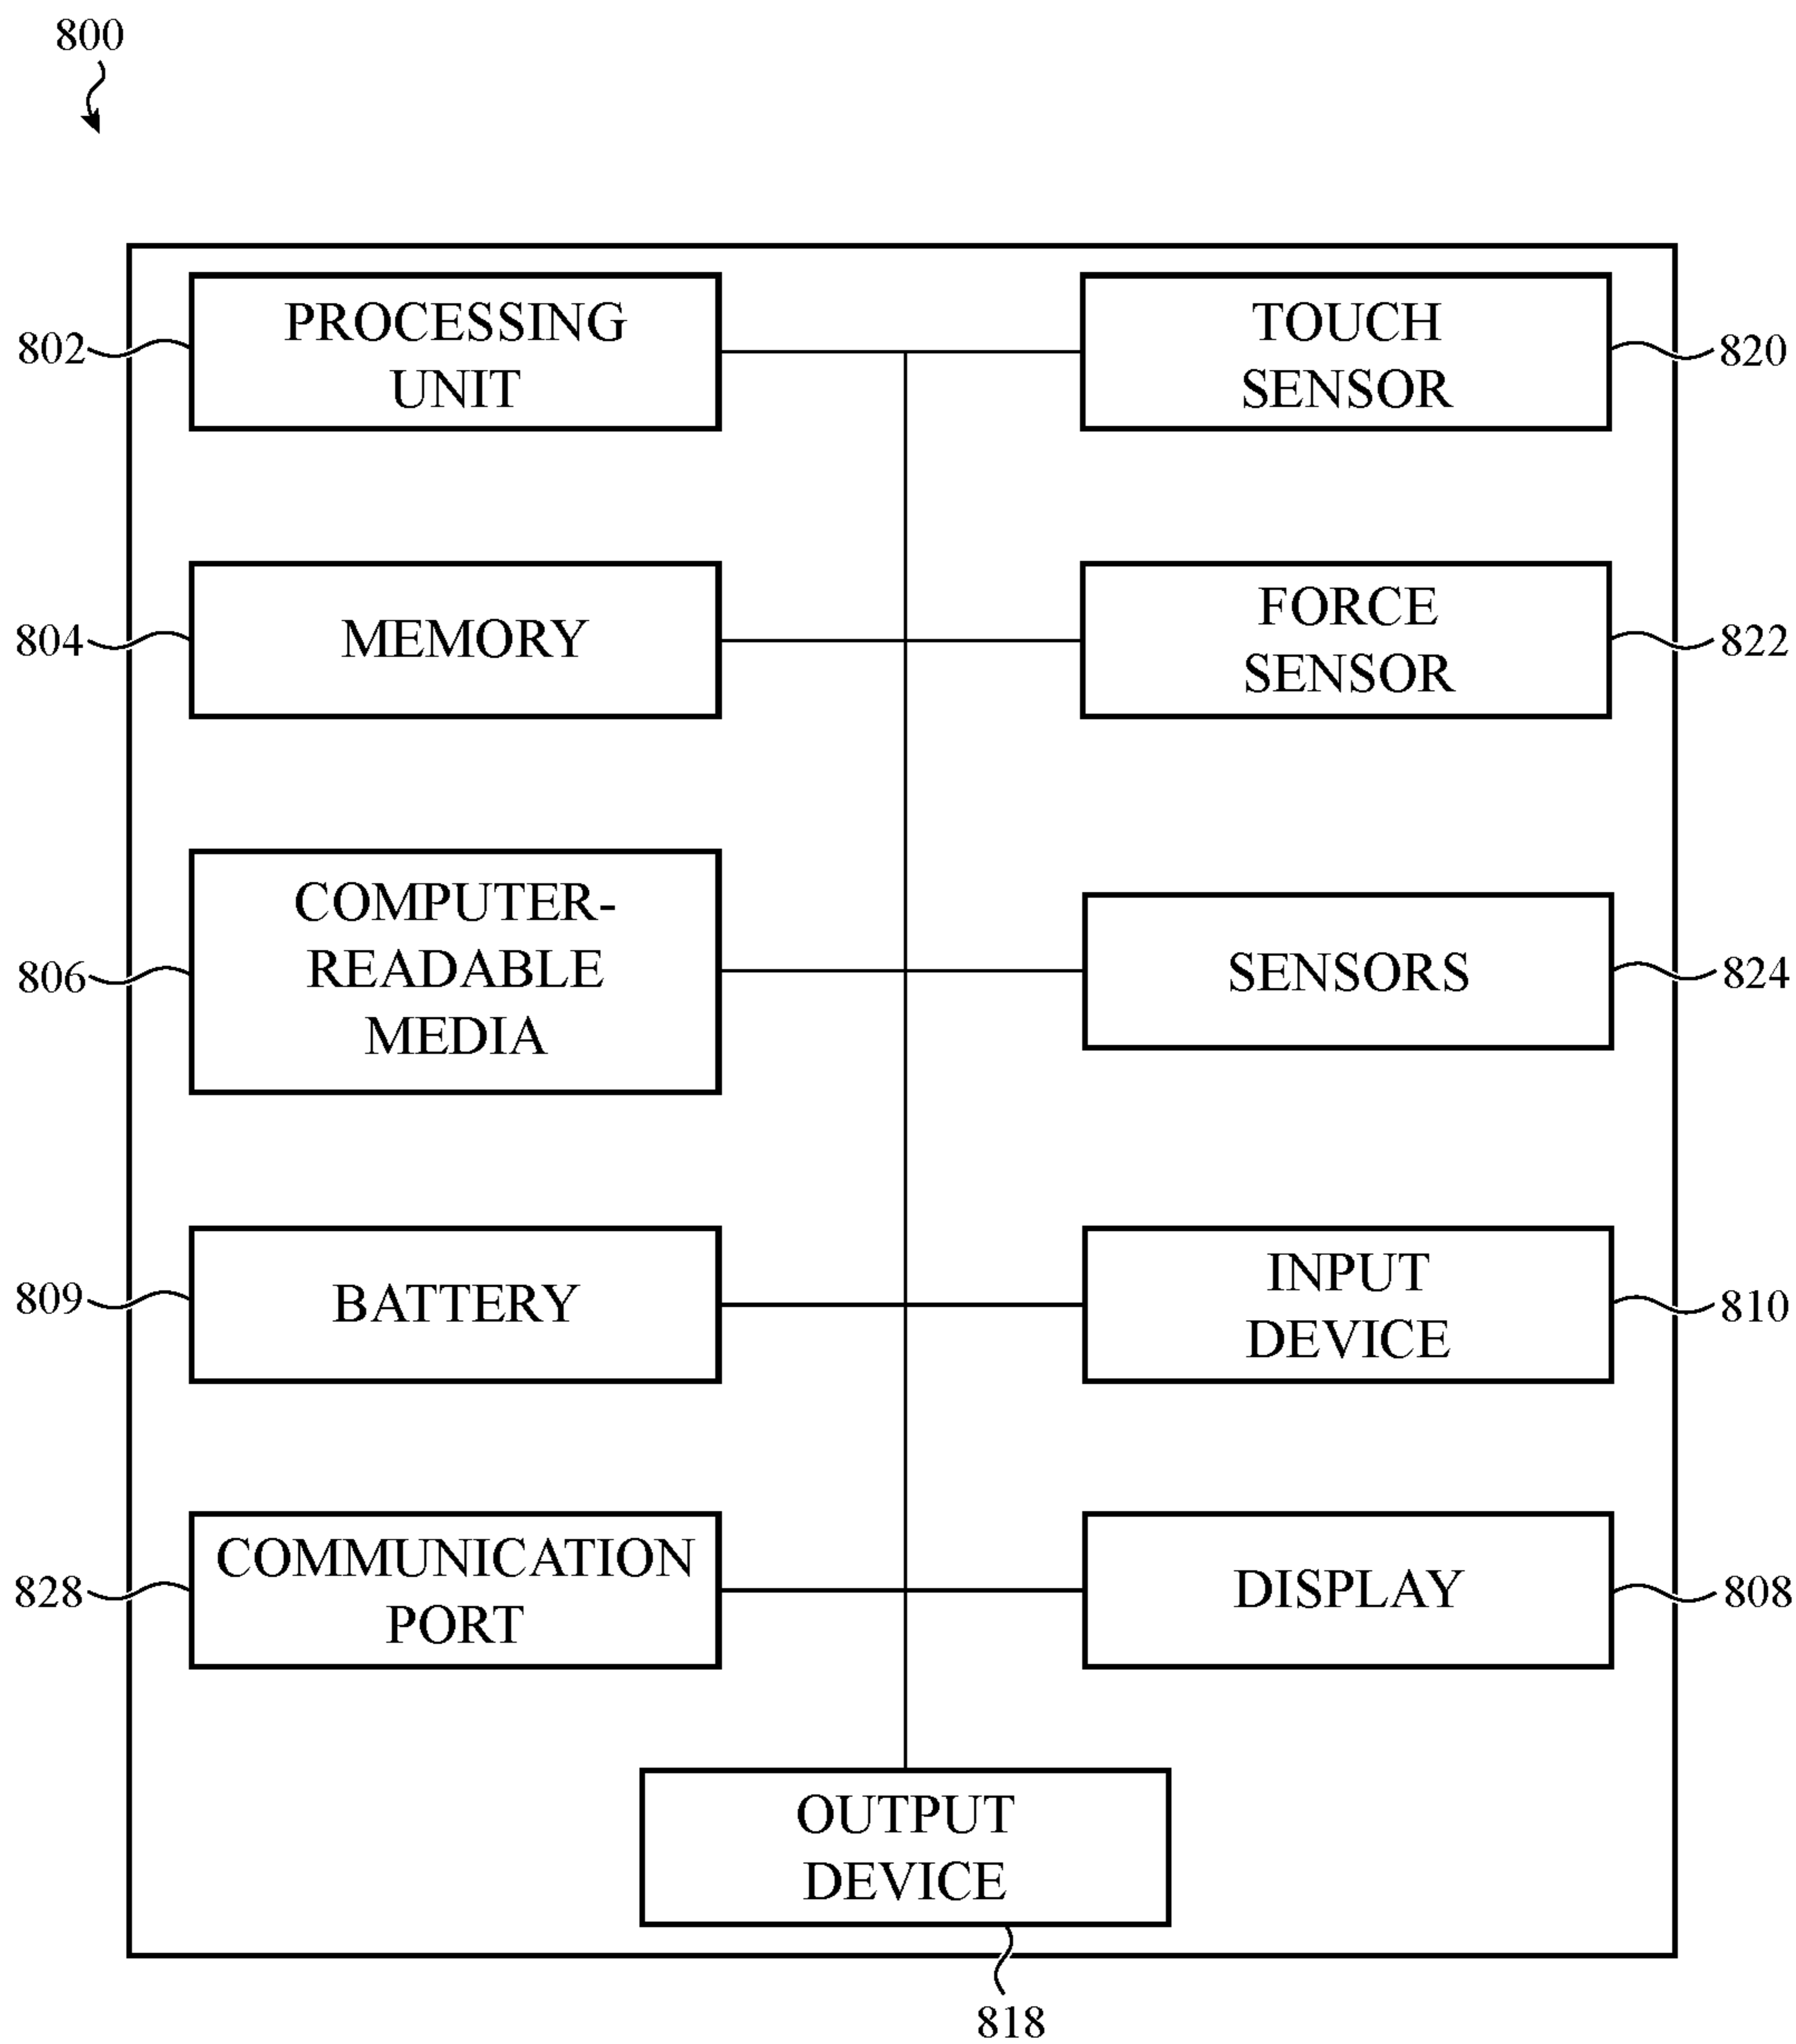 800
802
PROCESSING
UNIT
TOUCH
SENSOR
820
804
MEMORY
FORCE
SENSOR
822
806
COMPUTER-
READABLE
MEDIA
SENSORS
824
809
BATTERY
INPUT
DEVICE
810
828
COMMUNICATION
PORT
DISPLAY
808
OUTPUT
DEVICE
818